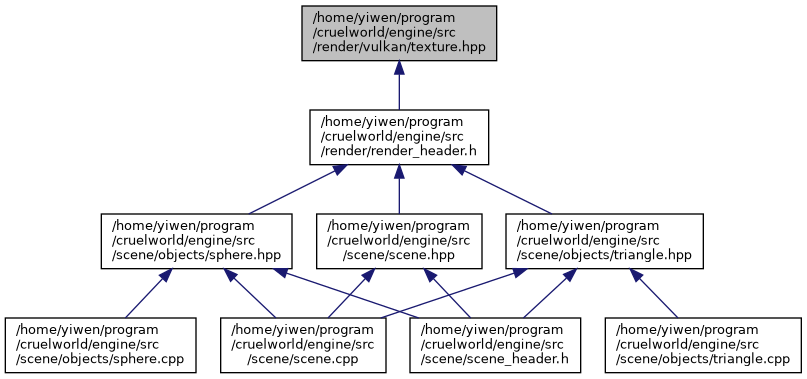 /home/yiwen/program
/cruelworld/engine/src
/render/vulkan/texture.hpp
/home/yiwen/program
/cruelworld/engine/src
/render/render_header.h
/home/yiwen/program
/cruelworld/engine/src
/scene/objects/sphere.hpp
/home/yiwen/program
/cruelworld/engine/src
/scene/scene.hpp
/home/yiwen/program
/cruelworld/engine/src
/scene/objects/triangle.hpp
/home/yiwen/program
/cruelworld/engine/src
/scene/objects/sphere.cpp
/home/yiwen/program
/cruelworld/engine/src
/scene/scene.cpp
/home/yiwen/program
/cruelworld/engine/src
/scene/scene_header.h
/home/yiwen/program
/cruelworld/engine/src
/scene/objects/triangle.cpp